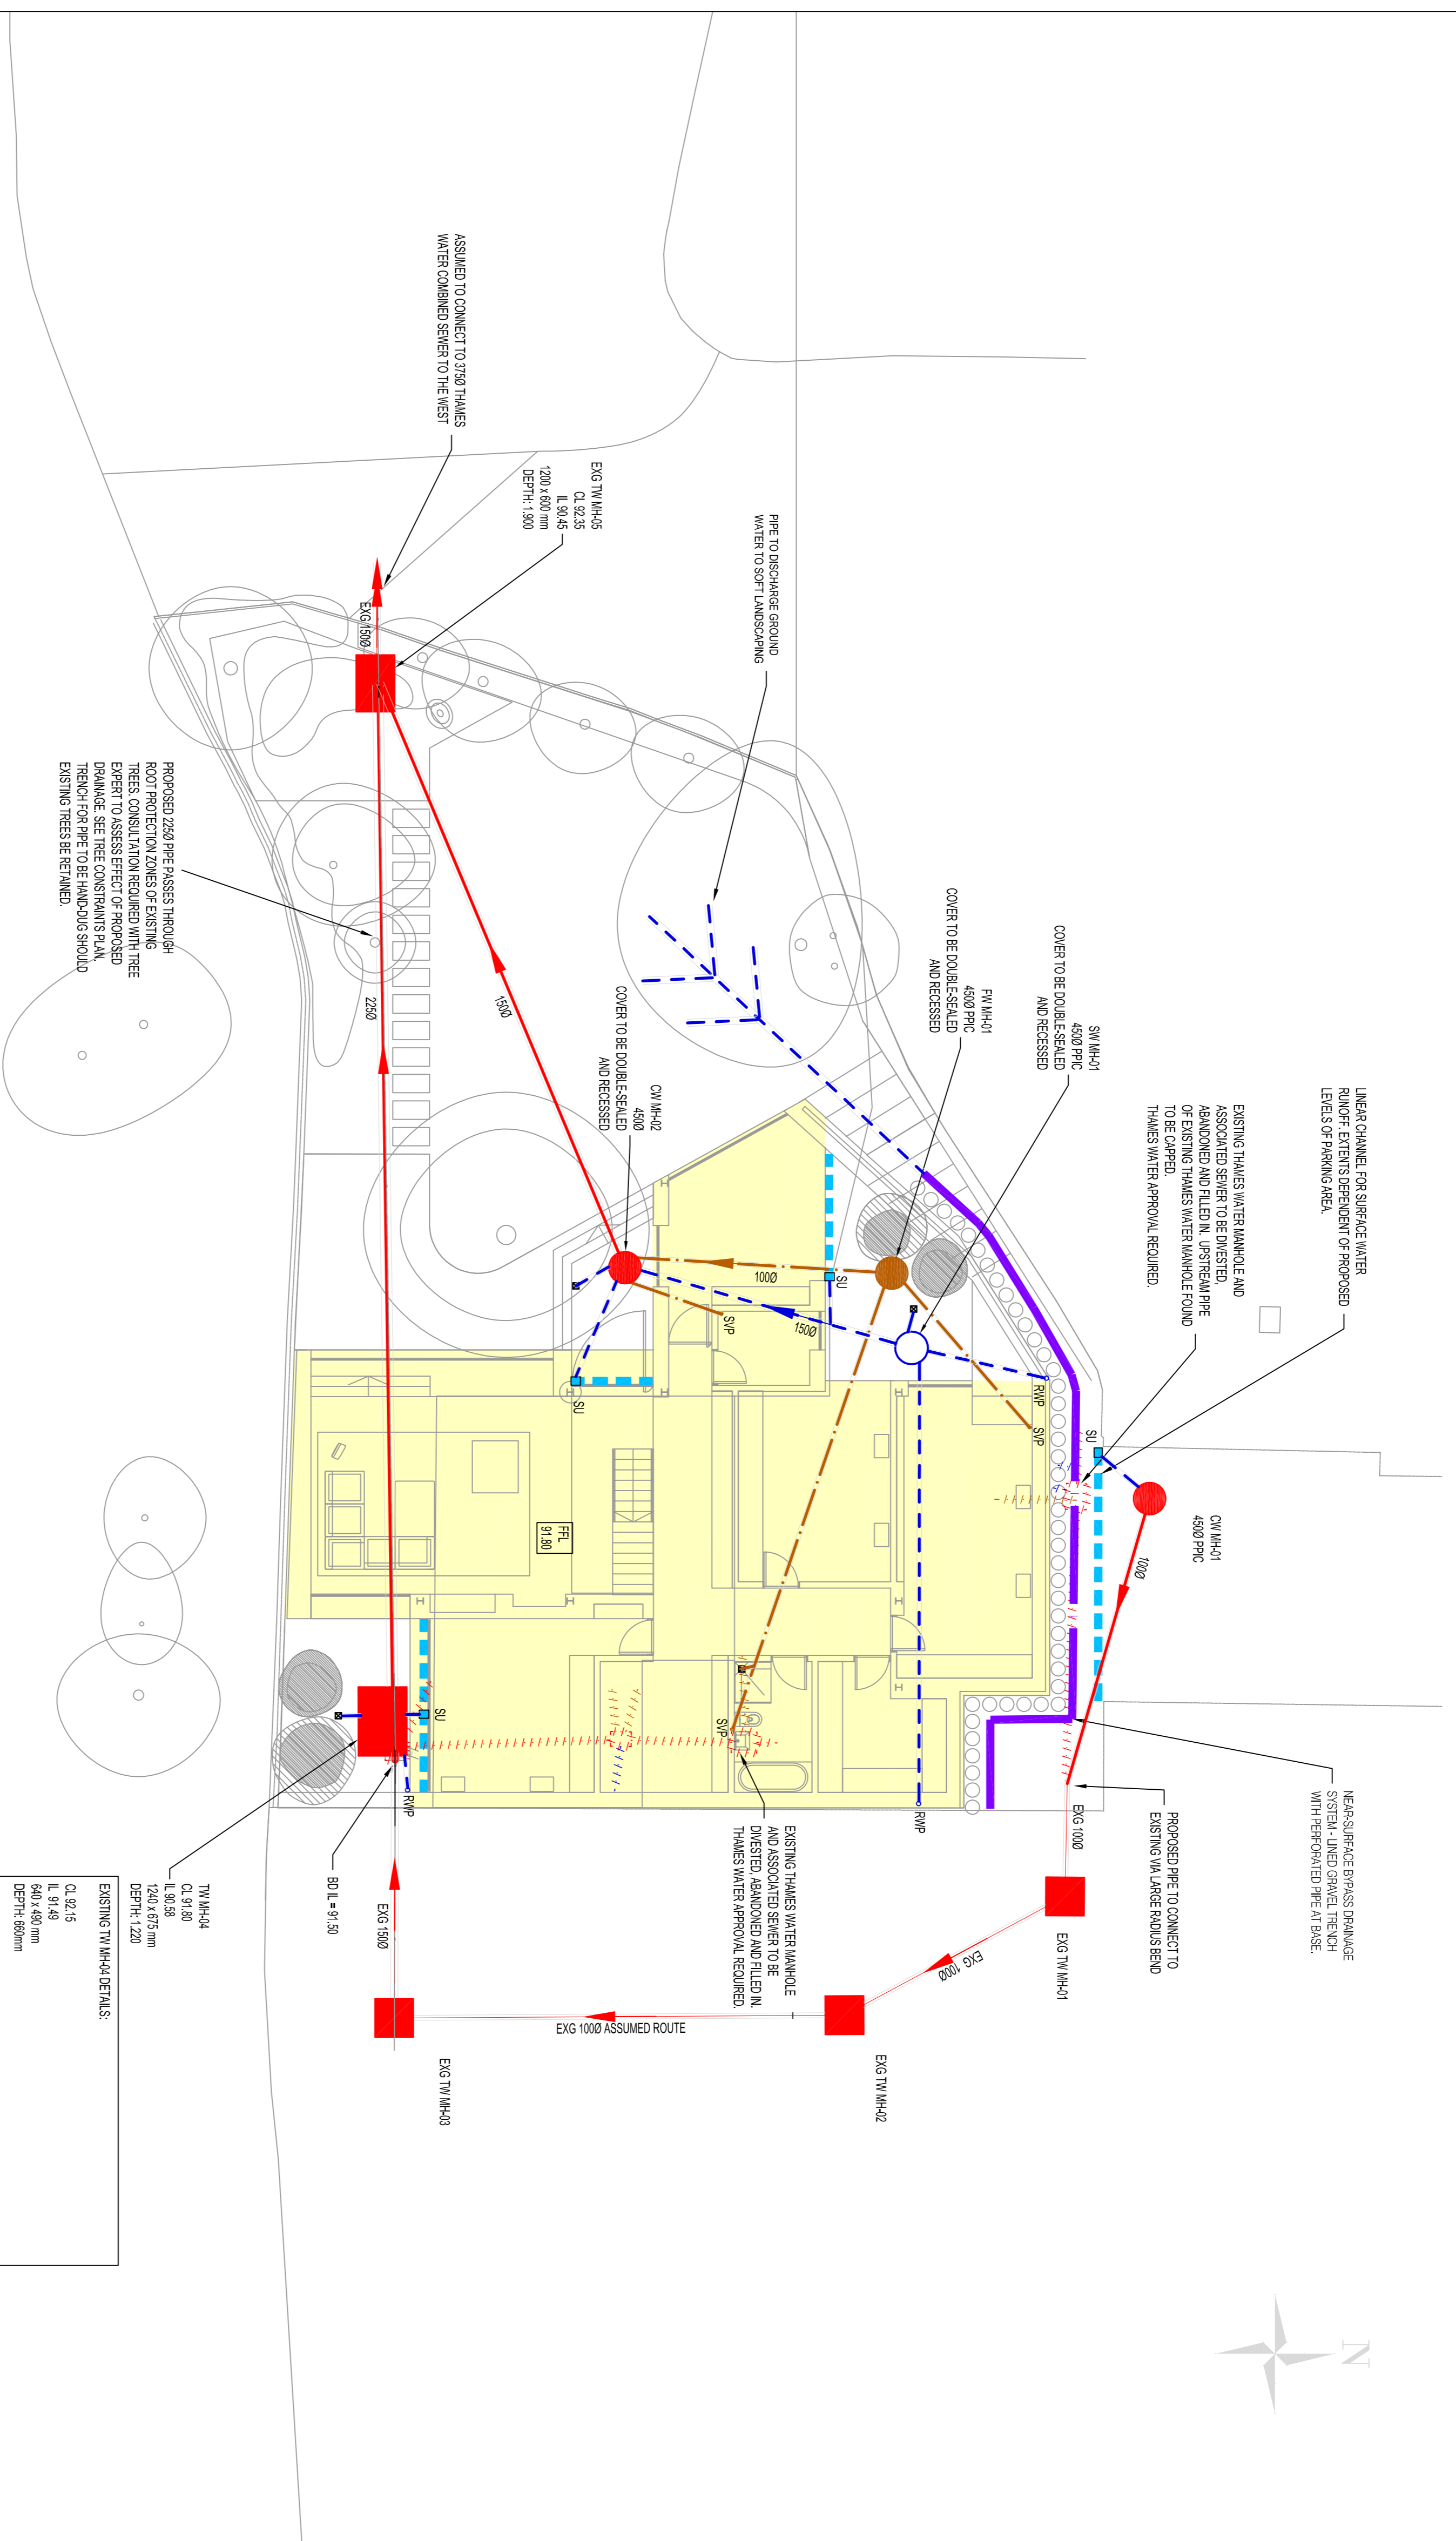 LINEAR CHANNEL FOR SURFACE WATER
RUNOFF. EXTENTS DEPENDENT OF PROPOSED
LEVELS OF PARKING AREA.
NEAR-SURFACE BYPASS DRAINAGE
SYSTEM - LINED GRAVEL TRENCH
WITH PERFORATED PIPE AT BASE.
N
EXISTING THAMES WATER MANHOLE AND
ASSOCIATED SEWER TO BE DIVESTED,
ABANDONED AND FILLED IN. UPSTREAM PIPE
OF EXISTING THAMES WATER MANHOLE FOUND
TO BE CAPPED.
THAMES WATER APPROVAL REQUIRED.
CW MH-01
450Ø PPIC
100Ø
PROPOSED PIPE TO CONNECT TO
EXISTING VIA LARGE RADIUS BEND
SW MH-01
450Ø PPIC
COVER TO BE DOUBLE-SEALED
AND RECESSED
SU
EXG 100Ø
EXG TW MH-01
RWP
SVP
FW MH-01
450Ø PPIC
COVER TO BE DOUBLE-SEALED
AND RECESSED
EXG 100Ø
RWP
EXG TW MH-02
SU
150Ø
100Ø
PIPE TO DISCHARGE GROUND
WATER TO SOFT LANDSCAPING
SVP
SVP
EXISTING THAMES WATER MANHOLE
AND ASSOCIATED SEWER TO BE
DIVESTED, ABANDONED AND FILLED IN.
THAMES WATER APPROVAL REQUIRED.
EXG 100Ø ASSUMED ROUTE
CW MH-02
450Ø
COVER TO BE DOUBLE-SEALED
AND RECESSED
EXG TW MH-05
CL 92.35
IL 90.45
1200 x 600 mm
DEPTH: 1.900
150Ø
SU
FFL
91.80
ASSUMED TO CONNECT TO 375Ø THAMES
WATER COMBINED SEWER TO THE WEST
EXG 150Ø
225Ø
SU
RWP
EXG 150Ø
EXG TW MH-03
BD IL = 91.50
TW MH-04
CL 91.80
IL 90.58
1240 x 675 mm
DEPTH: 1.220
PROPOSED 225Ø PIPE PASSES THROUGH
ROOT PROTECTION ZONES OF EXISTING
TREES. CONSULTATION REQUIRED WITH TREE
EXPERT TO ASSESS EFFECT OF PROPOSED
DRAINAGE. SEE TREE CONSTRAINTS PLAN.
TRENCH FOR PIPE TO BE HAND-DUG SHOULD
EXISTING TREES BE RETAINED.
EXISTING TW MH-04 DETAILS:
CL 92.15
IL 91.49
640 x 490 mm
DEPTH: 660mm